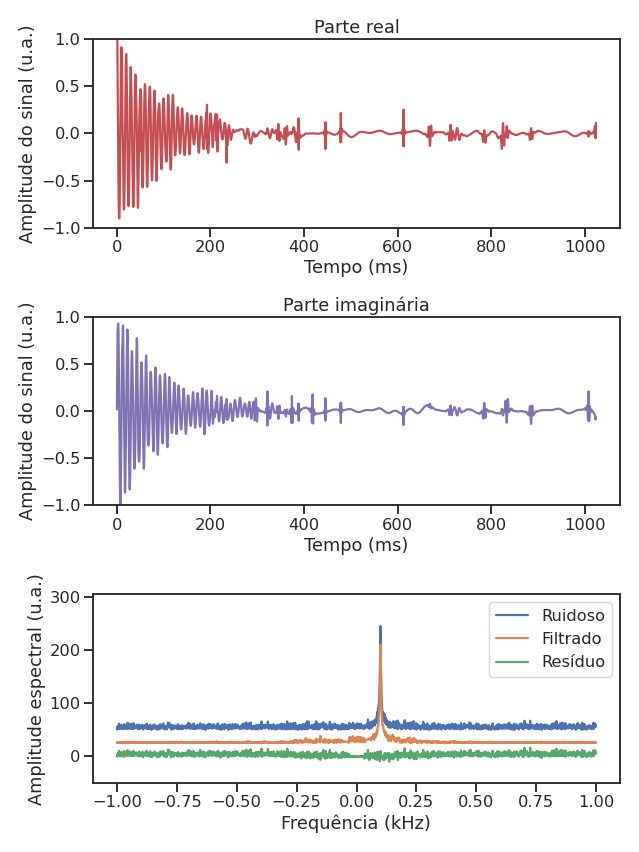 Parte real
Amplitude do sinal (u.a.)
1.0
0.5
0.0
−0.5
−1.0
0 200 400 600 800 1000
Tempo (ms)
Parte imaginária
Amplitude do sinal (u.a.)
1.0
0.5
0.0
−0.5
−1.0
0 200 400 600 800 1000
Tempo (ms)
Amplitude espectral (u.a.)
300
200
100
0
Ruidoso
Filtrado
Resíduo
−1.00 −0.75 −0.50 −0.25 0.00 0.25 0.50 0.75 1.00
Frequência (kHz)